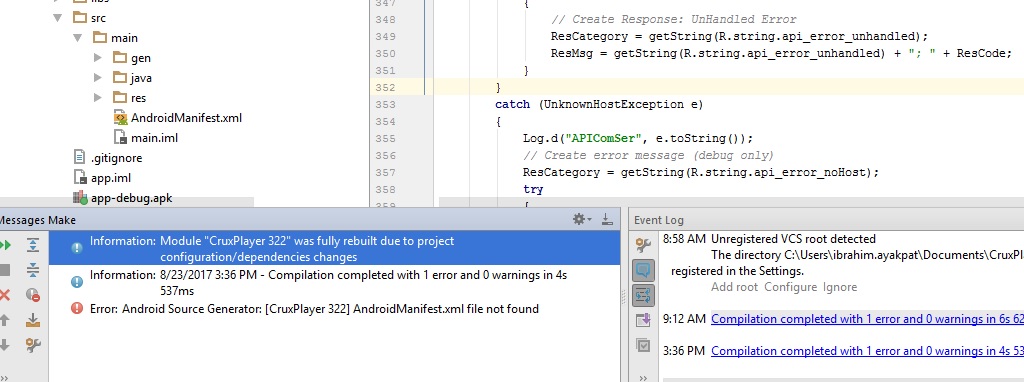 libs
src
main
gen
java
res
AndroidManifest.xml
main.iml
.gitignore
app.iml
app-debug.apk
347 {
348 // Create Response: UnHandled Error
349 ResCategory = getString(R.string.api_error_unhandled);
350 ResMsg = getString(R.string.api_error_unhandled) + "; " + ResCode;
351 }
352 }
353 catch (UnknownHostException e)
354 {
355 Log.d("APIComSer", e.toString());
356 // Create error message (debug only)
357 ResCategory = getString(R.string.api_error_noHost);
358 try
359 {
Messages Make
Information: Module "CruxPlayer 322" was fully rebuilt due to project
configuration/dependencies changes
Information: 8/23/2017 3:36 PM - Compilation completed with 1 error and 0 warnings in 4s
537ms
Error: Android Source Generator: [CruxPlayer 322] AndroidManifest.xml file not found
Event Log
8:58 AM Unregistered VCS root detected
The directory C:\Users\ibrahim.ayakpat\Documents\CruxPl
registered in the Settings.
Add root Configure Ignore
9:12 AM Compilation completed with 1 error and 0 warnings in 6s 62
3:36 PM Compilation completed with 1 error and 0 warnings in 4s 53